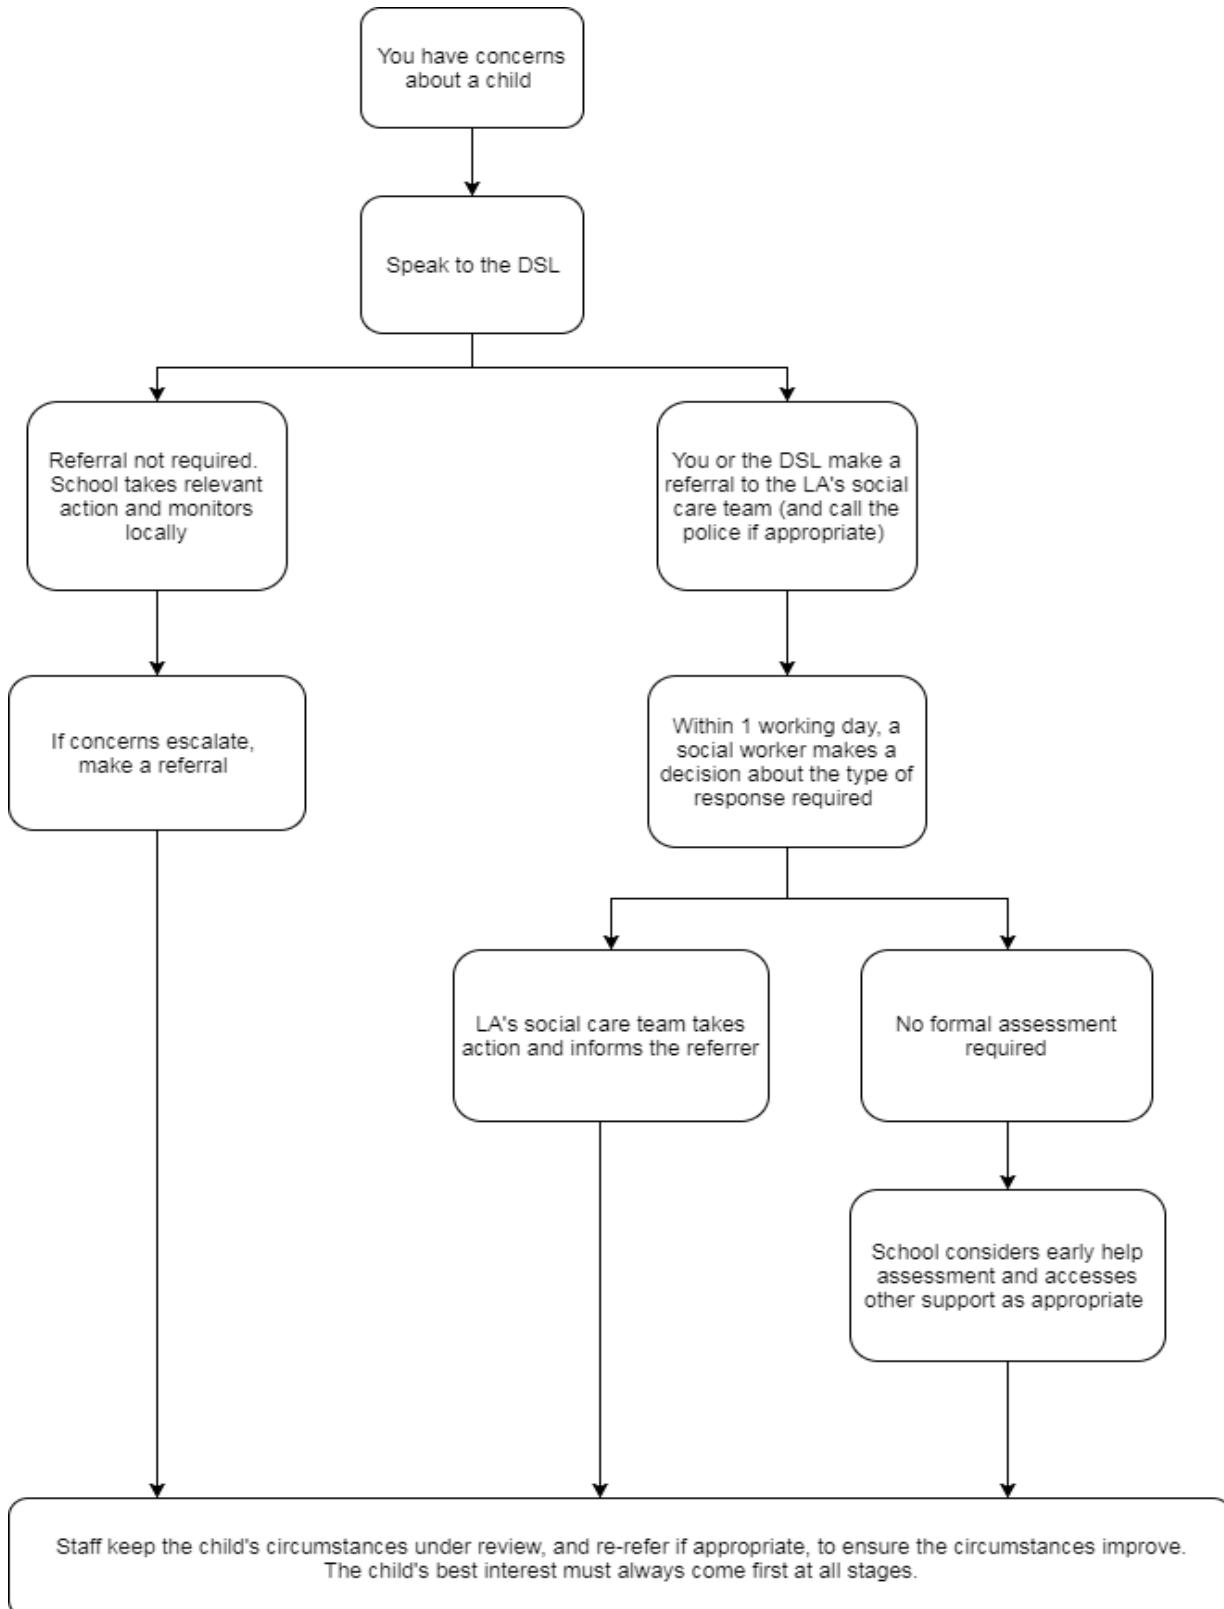 You have concerns
about a child
Speak to the DSL
Referral not required.
School takes relevant
action and monitors
locally
You or the DSL make a
referral to the LA's social
care team (and call the
police if appropriate)
If concerns escalate,
make a referral
Within 1 working day, a
social worker makes a
decision about the type of
response required
LA's social care team takes
action and informs the referrer
No formal assessment
required
School considers early help
assessment and accesses
other support as appropriate
Staff keep the child's circumstances under review, and re-refer if appropriate, to ensure the circumstances improve.
The child's best interest must always come first at all stages.